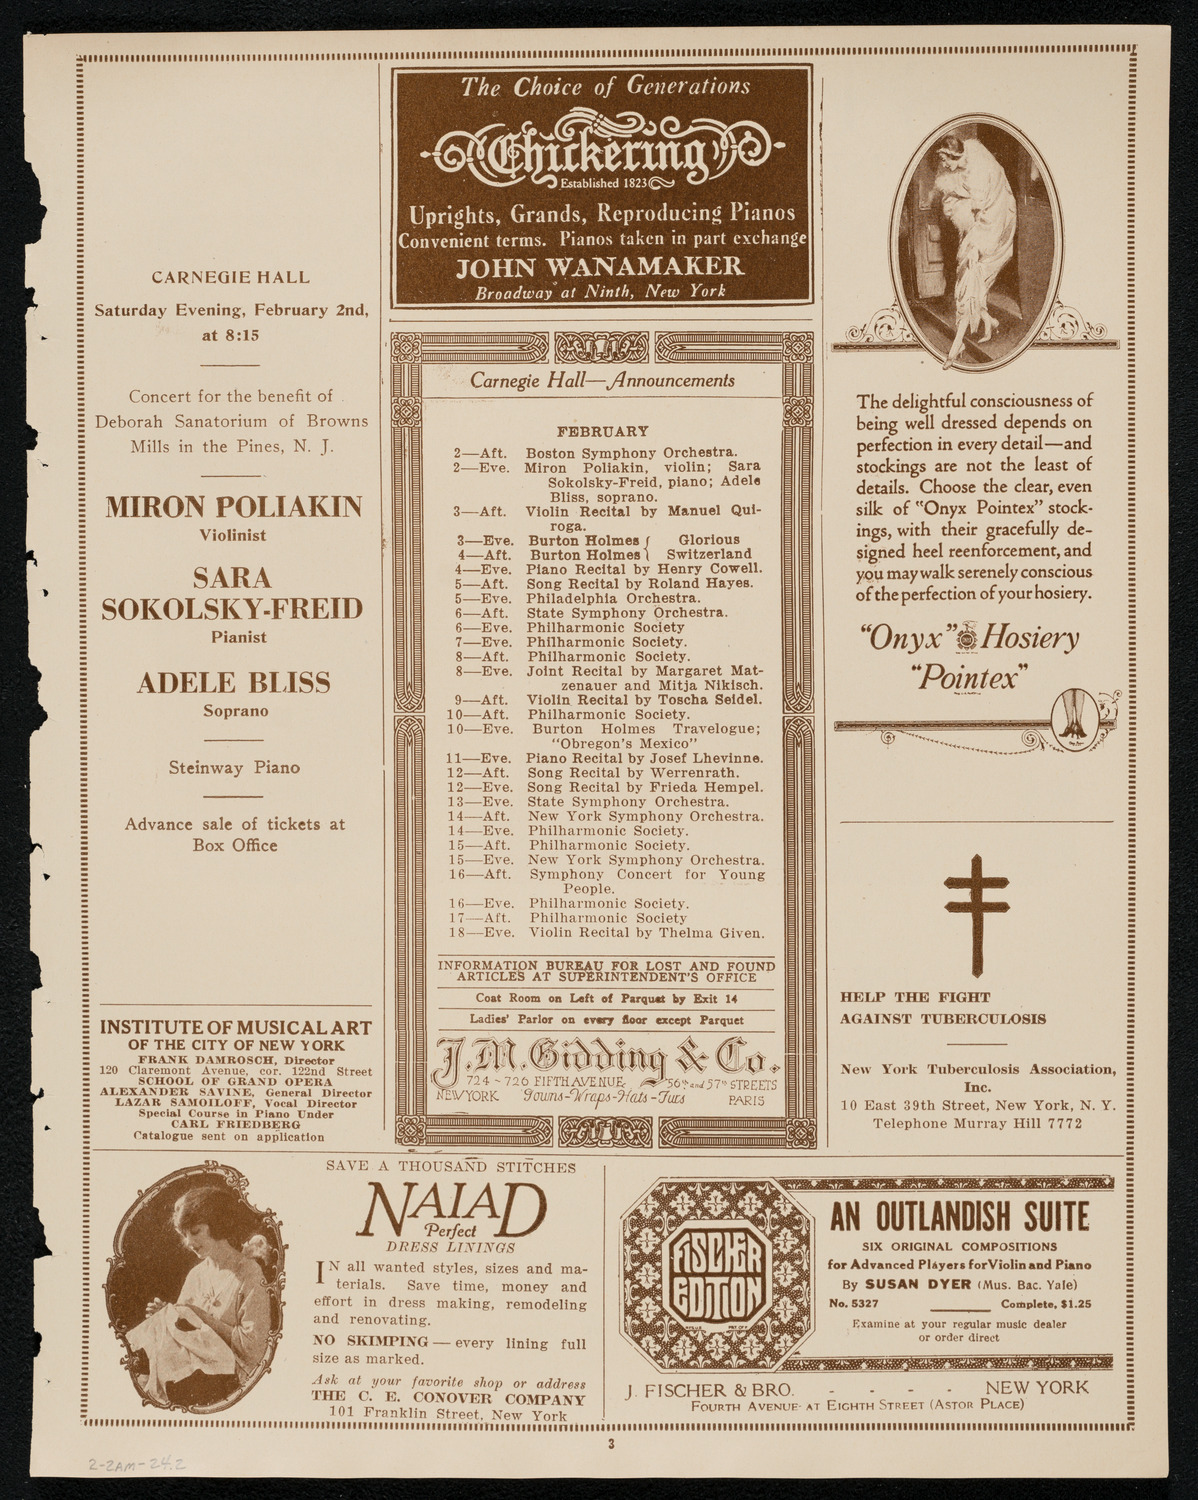 CARNEGIE HALL
Saturday Evening, February 2nd,
at 8:15
Concert for the benefit of
Deborah Sanatorium of Browns
Mills in the Pines, N. J.
MIRON POLIAKIN
Violinist
SARA
SOKOLSKY-FREID
Pianist
ADELE BLISS
Soprano
Steinway Piano
Advance sale of tickets at
Box Office
INSTITUTE OF MUSICAL ART
OF THE CITY OF NEW YORK
FRANK DAMROSCH, Director
120 Claremont Avenue, cor. 122nd Street
SCHOOL OF GRAND OPERA
ALEXANDER SAVINE, General Director
LAZAR SAMOILOFF, Vocal Director
Special Course in Piano Under
CARL FRIEDBERG
Catalogue sent on application
The Choice of Generations
Chickering
Established 1823
Uprights, Grands, Reproducing Pianos
Convenient terms. Pianos taken in part exchange
JOHN WANAMAKER
Broadway at Ninth, New York
Carnegie Hall—Announcements
FEBRUARY
2—Aft. Boston Symphony Orchestra.
2—Eve. Miron Poliakin, violin; Sara
Sokolsky-Freid, piano; Adele
Bliss, soprano.
3—Aft. Violin Recital by Manuel Qui-
roga.
3—Eve. Burton Holmes { Glorious
4—Aft. Burton Holmes } Switzerland
4—Eve. Piano Recital by Henry Cowell.
5—Aft. Song Recital by Roland Hayes.
5—Eve. Philadelphia Orchestra.
6—Aft. State Symphony Orchestra.
6—Eve. Philharmonic Society
7—Eve. Philharmonic Society.
8—Aft. Philharmonic Society.
8—Eve. Joint Recital by Margaret Mat-
zenauer and Mitja Nikisch.
9—Aft. Violin Recital by Toscha Seidel.
10—Aft. Philharmonic Society.
10—Eve. Burton Holmes Travelogue;
"Obregon's Mexico"
11—Eve. Piano Recital by Josef Lhevinne.
12—Aft. Song Recital by Werrenrath.
12—Eve. Song Recital by Frieda Hempel.
13—Eve. State Symphony Orchestra.
14—Aft. New York Symphony Orchestra.
14—Eve. Philharmonic Society.
15—Aft. Philharmonic Society.
15—Eve. New York Symphony Orchestra.
16—Aft. Symphony Concert for Young
People.
16—Eve. Philharmonic Society.
17—Aft. Philharmonic Society
18—Eve. Violin Recital by Thelma Given.
INFORMATION BUREAU FOR LOST AND FOUND
ARTICLES AT SUPERINTENDENT'S OFFICE
Coat Room on Left of Parquet by Exit 14
Ladies' Parlor on every floor except Parquet
J.M. Gidding & Co.
724-726 FIFTH AVENUE. 56th and 57th STREETS
NEW YORK Gowns-Wraps-Hats-Furs PARIS
The delightful consciousness of
being well dressed depends on
perfection in every detail—and
stockings are not the least of
details. Choose the clear, even
silk of "Onyx Pointex" stock-
ings, with their gracefully de-
signed heel reenforcement, and
you may walk serenely conscious
of the perfection of your hosiery.
"Onyx" Hosiery
"Pointex"
HELP THE FIGHT
AGAINST TUBERCULOSIS
New York Tuberculosis Association,
Inc.
10 East 39th Street, New York, N. Y.
Telephone Murray Hill 7772
SAVE A THOUSAND STITCHES
NAIAD
Perfect
DRESS LININGS
IN all wanted styles, sizes and ma-
terials. Save time, money and
effort in dress making, remodeling
and renovating.
NO SKIMPING — every lining full
size as marked.
Ask at your favorite shop or address
THE C. E. CONOVER COMPANY
101 Franklin Street, New York
FISCHER
EDITION
AN OUTLANDISH SUITE
SIX ORIGINAL COMPOSITIONS
for Advanced Players for Violin and Piano
By SUSAN DYER (Mus. Bac. Yale)
No. 5327 Complete, $1.25
Examine at your regular music dealer
or order direct
J. FISCHER & BRO. - - - - NEW YORK
FOURTH AVENUE AT EIGHTH STREET (ASTOR PLACE)
3
2-2AM-24.2